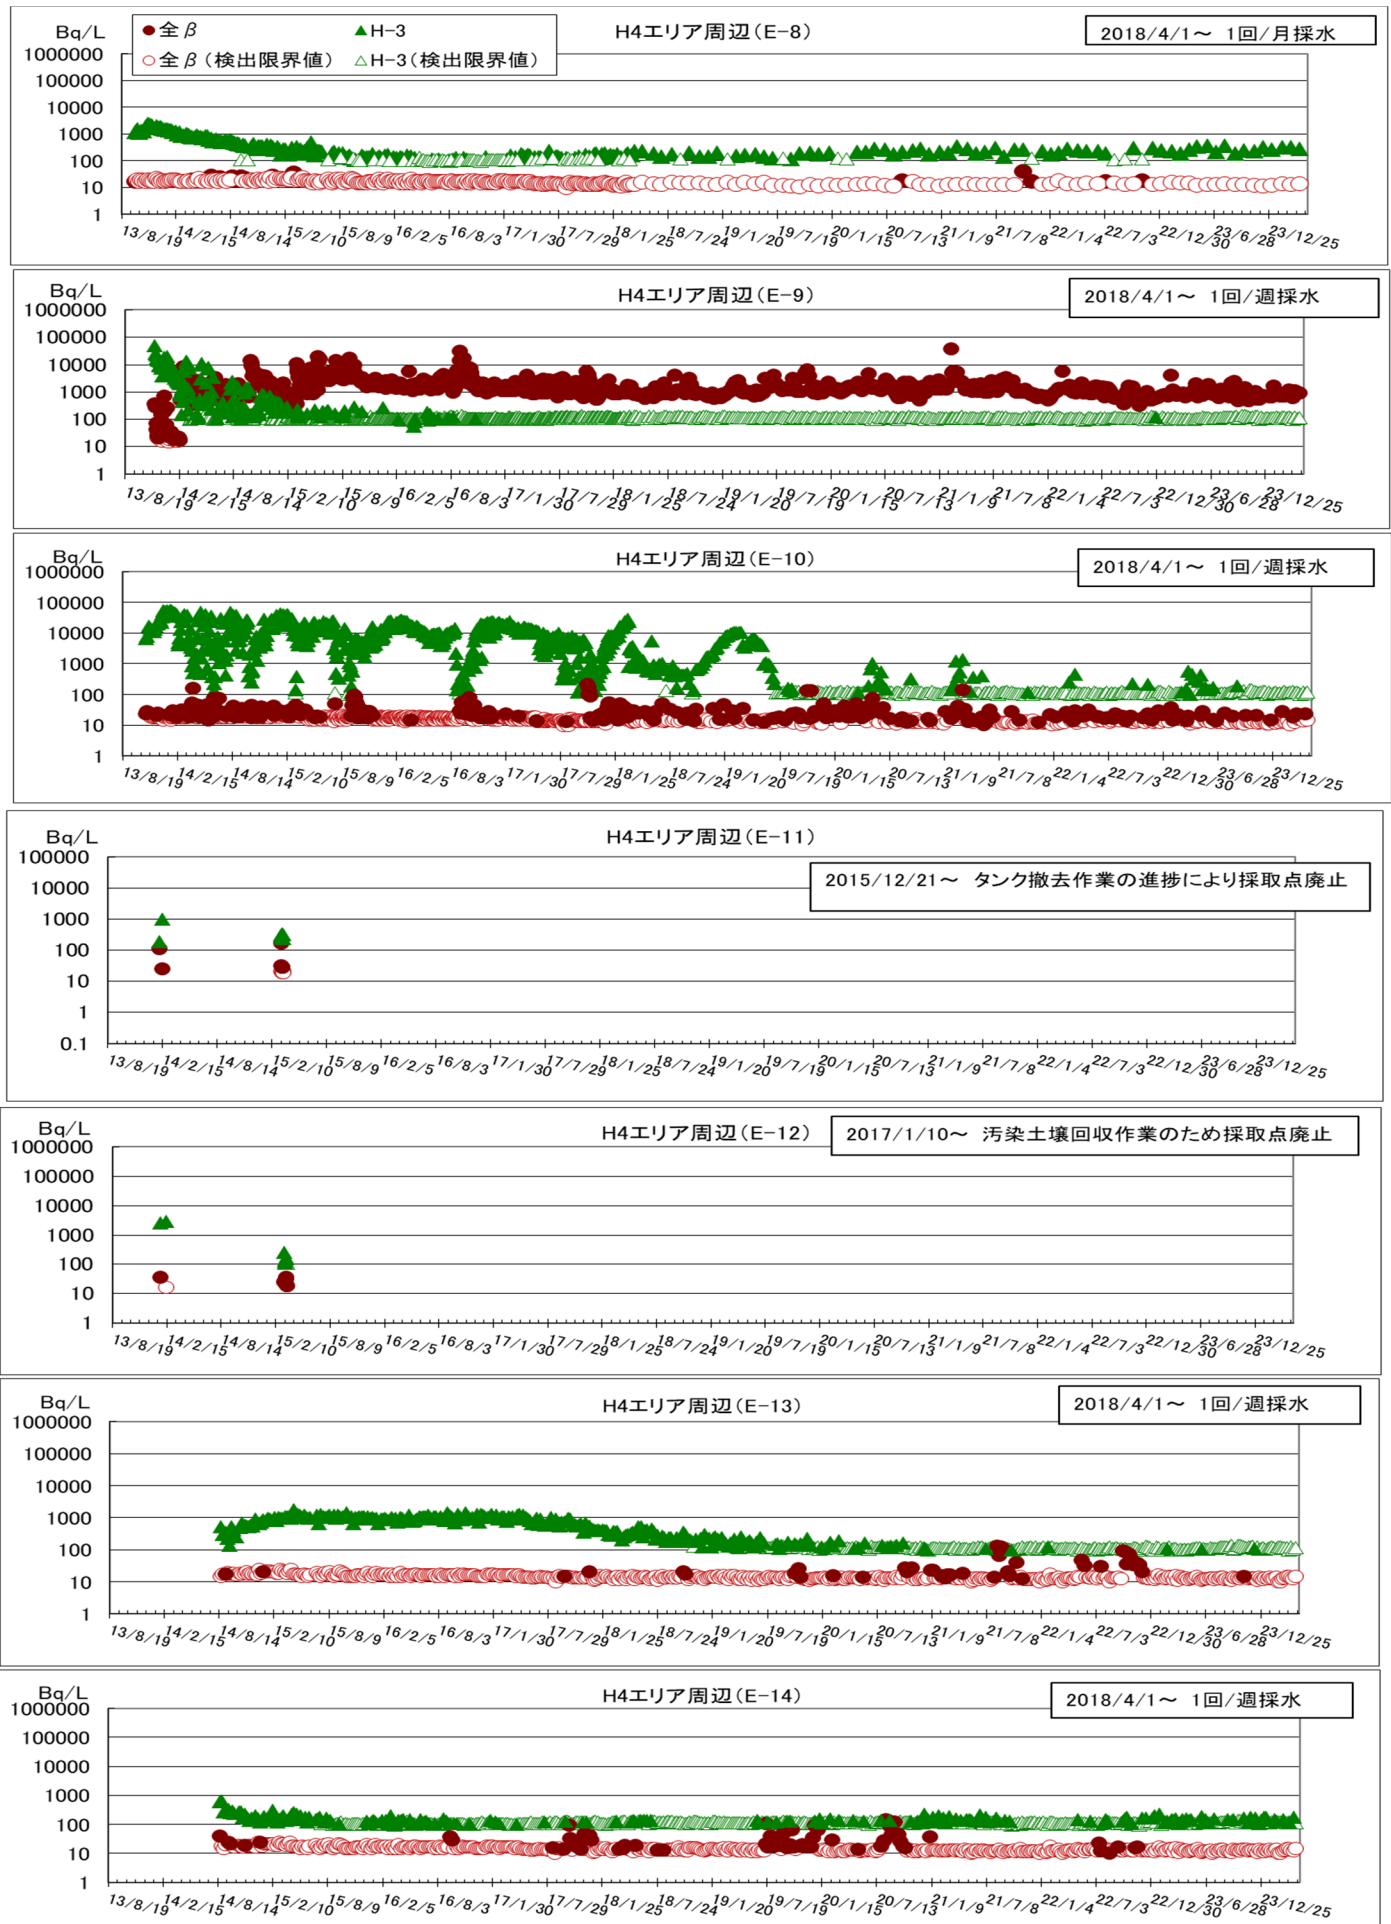 Bq/L
● 全β ▲ H-3
○ 全β（検出限界値） △ H-3（検出限界値）
H4エリア周辺（E-8）
2018/4/1～ 1回/月採水
1000000
100000
10000
1000
100
10
1
13/8/19 14/2/15 14/8/14 15/2/10 15/8/9 16/2/5 16/8/3 17/1/30 17/7/29 18/1/25 18/7/24 19/1/20 19/7/19 20/1/15 20/7/13 21/1/9 21/7/8 22/1/4 22/7/3 22/12/30 23/6/28 23/12/25
Bq/L
H4エリア周辺（E-9）
2018/4/1～ 1回/週採水
1000000
100000
10000
1000
100
10
1
13/8/19 14/2/15 14/8/14 15/2/10 15/8/9 16/2/5 16/8/3 17/1/30 17/7/29 18/1/25 18/7/24 19/1/20 19/7/19 20/1/15 20/7/13 21/1/9 21/7/8 22/1/4 22/7/3 22/12/30 23/6/28 23/12/25
Bq/L
H4エリア周辺（E-10）
2018/4/1～ 1回/週採水
1000000
100000
10000
1000
100
10
1
13/8/19 14/2/15 14/8/14 15/2/10 15/8/9 16/2/5 16/8/3 17/1/30 17/7/29 18/1/25 18/7/24 19/1/20 19/7/19 20/1/15 20/7/13 21/1/9 21/7/8 22/1/4 22/7/3 22/12/30 23/6/28 23/12/25
Bq/L
H4エリア周辺（E-11）
2015/12/21～ タンク撤去作業の進捗により採取点廃止
100000
10000
1000
100
10
1
0.1
13/8/19 14/2/15 14/8/14 15/2/10 15/8/9 16/2/5 16/8/3 17/1/30 17/7/29 18/1/25 18/7/24 19/1/20 19/7/19 20/1/15 20/7/13 21/1/9 21/7/8 22/1/4 22/7/3 22/12/30 23/6/28 23/12/25
Bq/L
H4エリア周辺（E-12）
2017/1/10～ 汚染土壌回収作業のため採取点廃止
1000000
100000
10000
1000
100
10
1
13/8/19 14/2/15 14/8/14 15/2/10 15/8/9 16/2/5 16/8/3 17/1/30 17/7/29 18/1/25 18/7/24 19/1/20 19/7/19 20/1/15 20/7/13 21/1/9 21/7/8 22/1/4 22/7/3 22/12/30 23/6/28 23/12/25
Bq/L
H4エリア周辺（E-13）
2018/4/1～ 1回/週採水
1000000
100000
10000
1000
100
10
1
13/8/19 14/2/15 14/8/14 15/2/10 15/8/9 16/2/5 16/8/3 17/1/30 17/7/29 18/1/25 18/7/24 19/1/20 19/7/19 20/1/15 20/7/13 21/1/9 21/7/8 22/1/4 22/7/3 22/12/30 23/6/28 23/12/25
Bq/L
H4エリア周辺（E-14）
2018/4/1～ 1回/週採水
1000000
100000
10000
1000
100
10
1
13/8/19 14/2/15 14/8/14 15/2/10 15/8/9 16/2/5 16/8/3 17/1/30 17/7/29 18/1/25 18/7/24 19/1/20 19/7/19 20/1/15 20/7/13 21/1/9 21/7/8 22/1/4 22/7/3 22/12/30 23/6/28 23/12/25